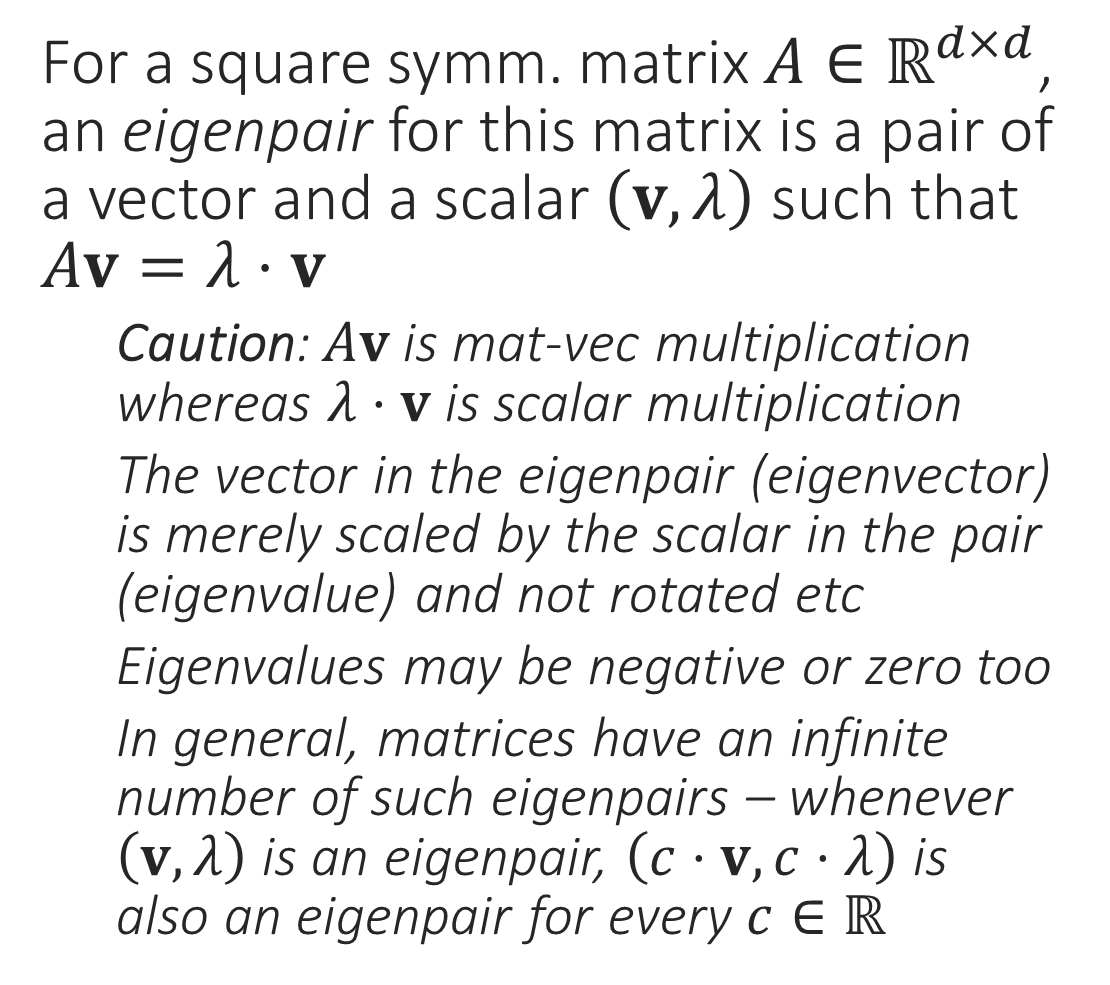 For a square symm. matrix 𝐴 ∈ ℝ^{𝑑×𝑑},
an eigenpair for this matrix is a pair of
a vector and a scalar (𝐯, 𝜆) such that
𝐴𝐯 = 𝜆 · 𝐯
Caution: 𝐴𝐯 is mat-vec multiplication
whereas 𝜆 · 𝐯 is scalar multiplication
The vector in the eigenpair (eigenvector)
is merely scaled by the scalar in the pair
(eigenvalue) and not rotated etc
Eigenvalues may be negative or zero too
In general, matrices have an infinite
number of such eigenpairs – whenever
(𝐯, 𝜆) is an eigenpair, (𝑐 · 𝐯, 𝑐 · 𝜆) is
also an eigenpair for every 𝑐 ∈ ℝ